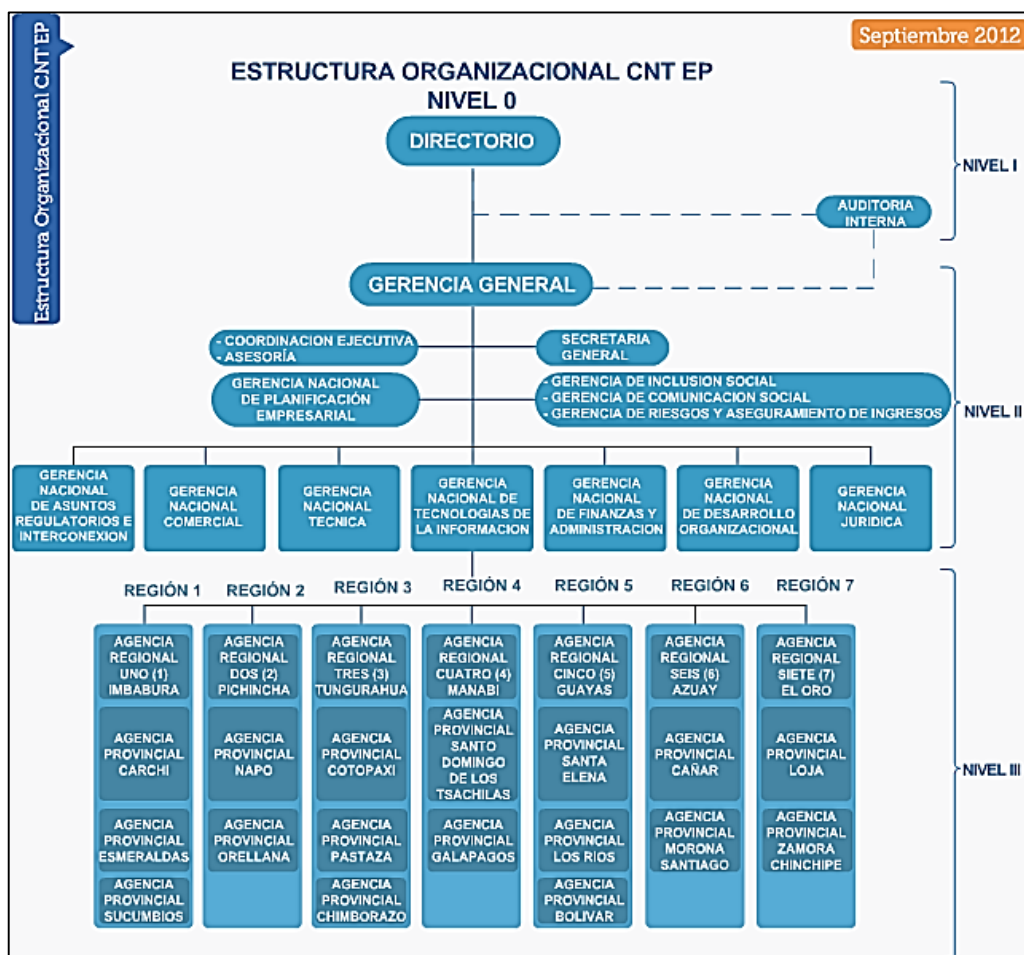 Estructura Organizacional CNT EP
Septiembre 2012
ESTRUCTURA ORGANIZACIONAL CNT EP
NIVEL 0
DIRECTORIO
NIVEL I
AUDITORIA
INTERNA
GERENCIA GENERAL
- COORDINACION EJECUTIVA
- ASESORÍA
SECRETARIA
GENERAL
GERENCIA NACIONAL
DE PLANIFICACIÓN
EMPRESARIAL
- GERENCIA DE INCLUSION SOCIAL
- GERENCIA DE COMUNICACION SOCIAL
- GERENCIA DE RIESGOS Y ASEGURAMIENTO DE INGRESOS
NIVEL II
GERENCIA
NACIONAL
DE ASUNTOS
REGULATORIOS E
INTERCONEXION
GERENCIA
NACIONAL
COMERCIAL
GERENCIA
NACIONAL
TECNICA
GERENCIA
NACIONAL DE
TECNOLOGIAS DE
LA INFORMACION
GERENCIA
NACIONAL
DE FINANZAS Y
ADMINISTRACION
GERENCIA
NACIONAL
DE DESARROLLO
ORGANIZACIONAL
GERENCIA
NACIONAL
JURIDICA
REGIÓN 1
REGIÓN 2
REGIÓN 3
REGIÓN 4
REGIÓN 5
REGIÓN 6
REGIÓN 7
AGENCIA
REGIONAL
UNO (1)
IMBABURA
AGENCIA
PROVINCIAL
CARCHI
AGENCIA
PROVINCIAL
ESMERALDAS
AGENCIA
PROVINCIAL
SUCUMBIOS
AGENCIA
REGIONAL
DOS (2)
PICHINCHA
AGENCIA
PROVINCIAL
NAPO
AGENCIA
PROVINCIAL
ORELLANA
AGENCIA
REGIONAL
TRES (3)
TUNGURAHUA
AGENCIA
PROVINCIAL
COTOPAXI
AGENCIA
PROVINCIAL
PASTAZA
AGENCIA
PROVINCIAL
CHIMBORAZO
AGENCIA
REGIONAL
CUATRO (4)
MANABI
AGENCIA
PROVINCIAL
SANTO
DOMINGO
DE LOS
TSACHILAS
AGENCIA
PROVINCIAL
GALAPAGOS
AGENCIA
REGIONAL
CINCO (5)
GUAYAS
AGENCIA
PROVINCIAL
SANTA
ELENA
AGENCIA
PROVINCIAL
LOS RIOS
AGENCIA
PROVINCIAL
BOLIVAR
AGENCIA
REGIONAL
SEIS (6)
AZUAY
AGENCIA
PROVINCIAL
CAÑAR
AGENCIA
PROVINCIAL
MORONA
SANTIAGO
AGENCIA
REGIONAL
SIETE (7)
EL ORO
AGENCIA
PROVINCIAL
LOJA
AGENCIA
PROVINCIAL
ZAMORA
CHINCHIPE
NIVEL III